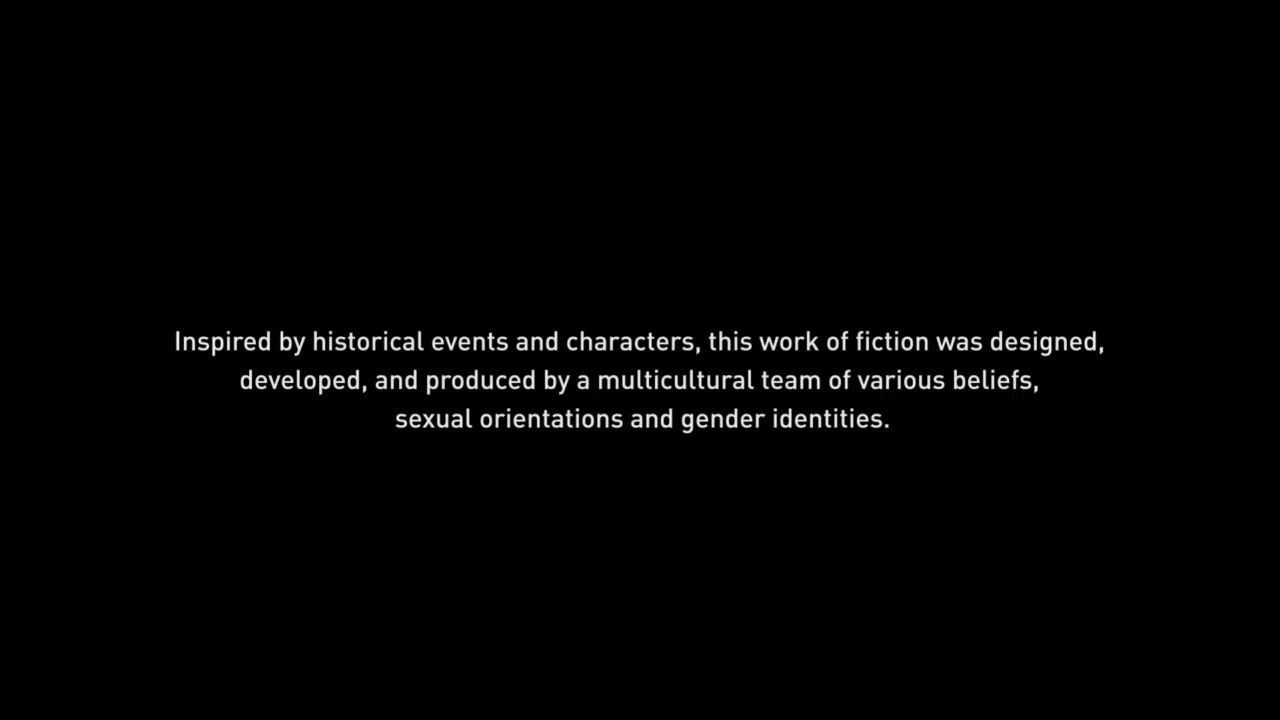 Inspired by historical events and characters, this work of fiction was designed,
developed, and produced by a multicultural team of various beliefs,
sexual orientations and gender identities.